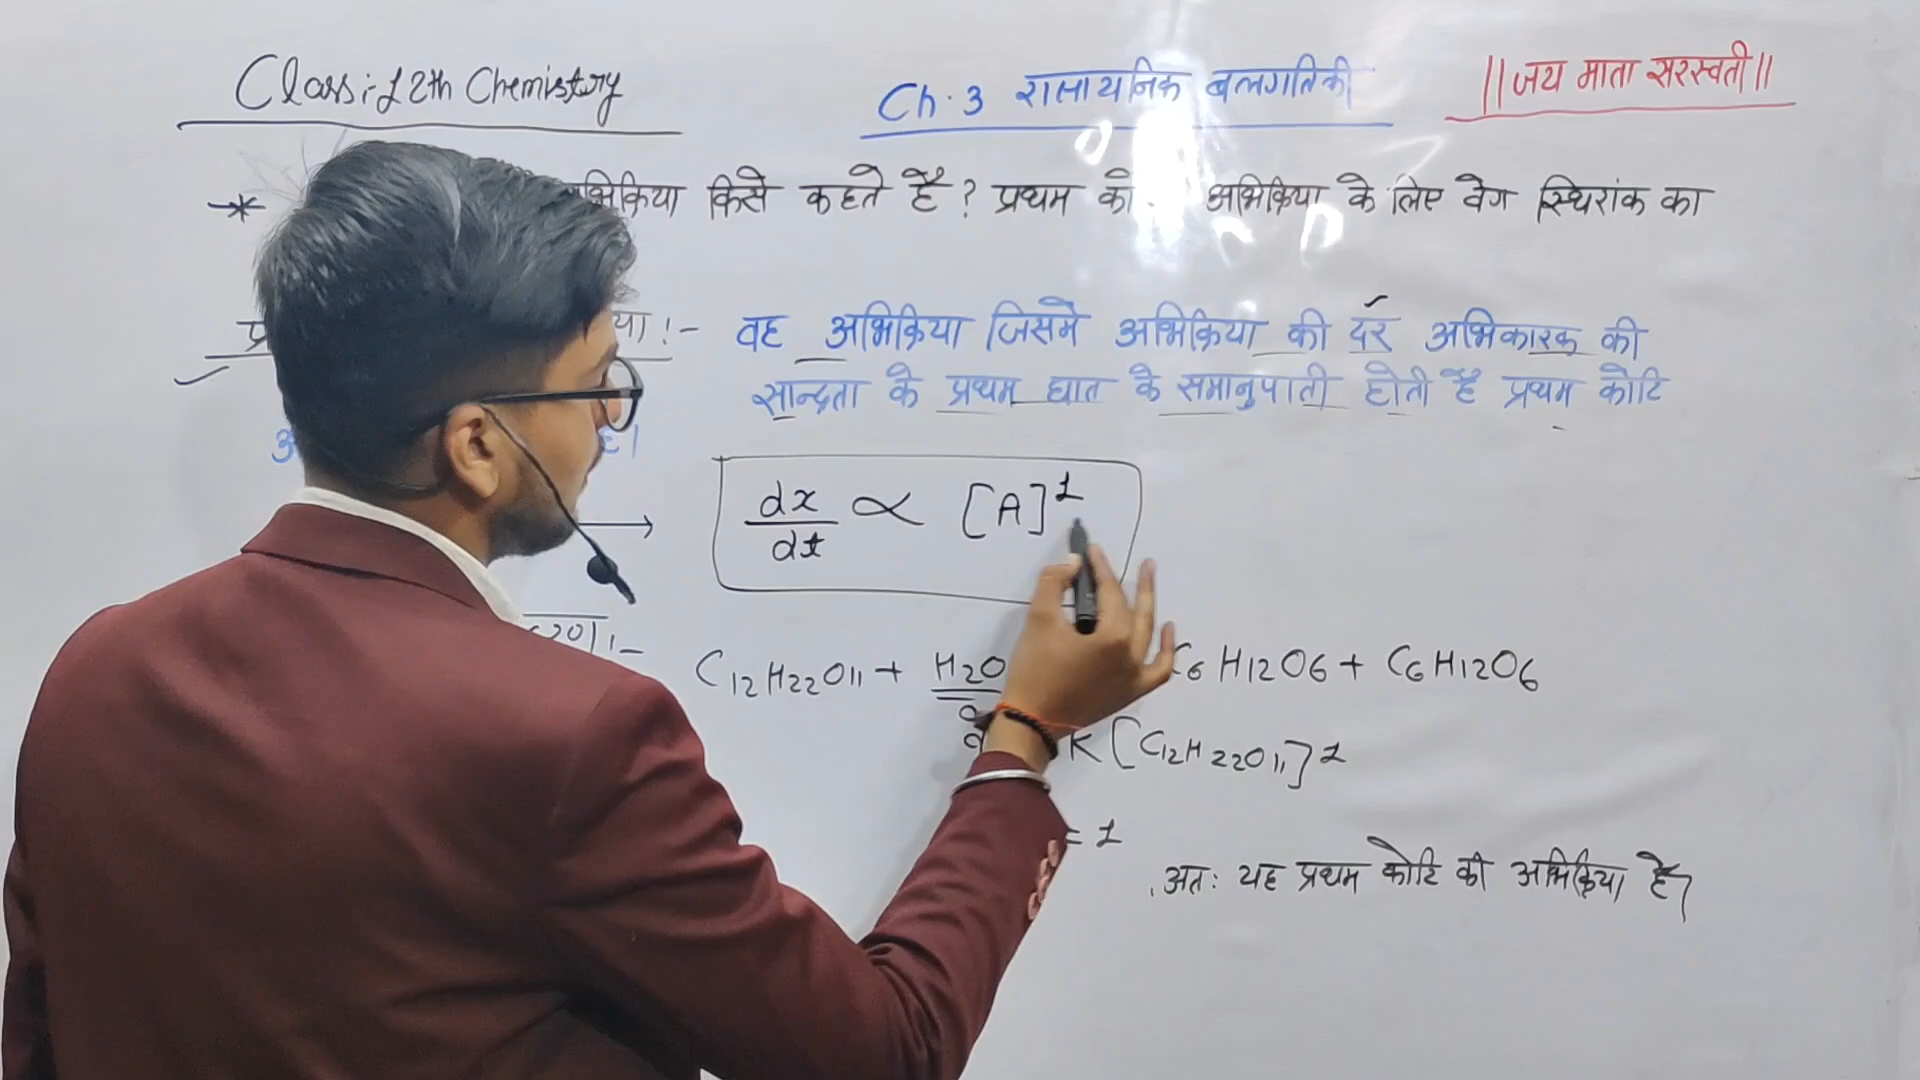 Class:-12th Chemistry
Ch. 3 रासायनिक बलगतिकी
||जय माता सरस्वती||
* किसे कहते है? प्रथम को. अभिक्रिया के लिए वेग स्थिरांक का
या:- वह अभिक्रिया जिसमे अभिक्रिया की दर अभिकारक की
सान्द्रता के प्रथम घात के समानुपाती होती है प्रथम कोटि
है।
→ dx/dt ∝ [A]^1
C12H22O11 + H2O C6H12O6 + C6H12O6
K[C12H22O11]^1
= 1
अत: यह प्रथम कोटि की अभिक्रिया है